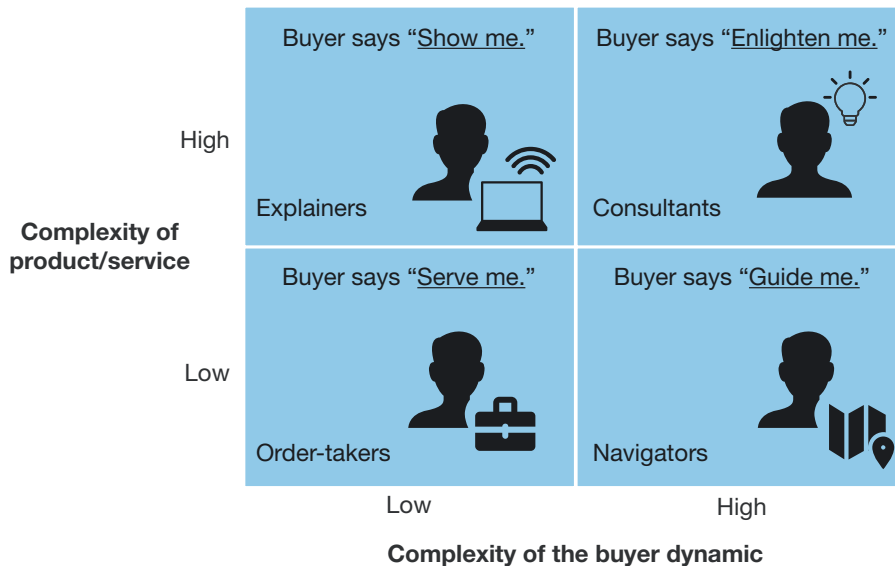 Buyer says “Show me.”
Buyer says “Enlighten me.”
High
Explainers
Consultants
Complexity of
product/service
Buyer says “Serve me.”
Buyer says “Guide me.”
Low
Order-takers
Navigators
Low
High
Complexity of the buyer dynamic